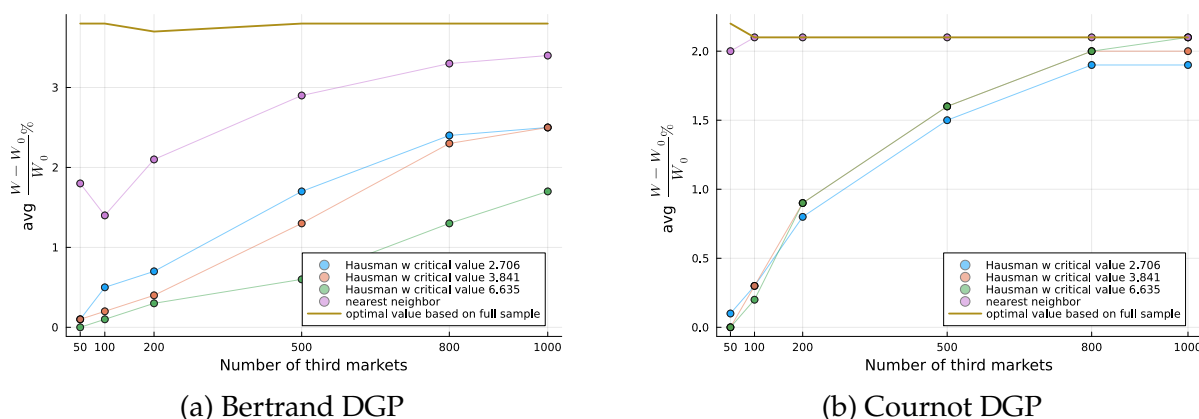 avg (W − W₀)/W₀ %
3
2
1
0
50 100 200 500 800 1000
Number of third markets
Hausman w critical value 2.706
Hausman w critical value 3.841
Hausman w critical value 6.635
nearest neighbor
optimal value based on full sample
(a) Bertrand DGP
avg (W − W₀)/W₀ %
2.0
1.5
1.0
0.5
0.0
50 100 200 500 800 1000
Number of third markets
Hausman w critical value 2.706
Hausman w critical value 3.841
Hausman w critical value 6.635
nearest neighbor
optimal value based on full sample
(b) Cournot DGP